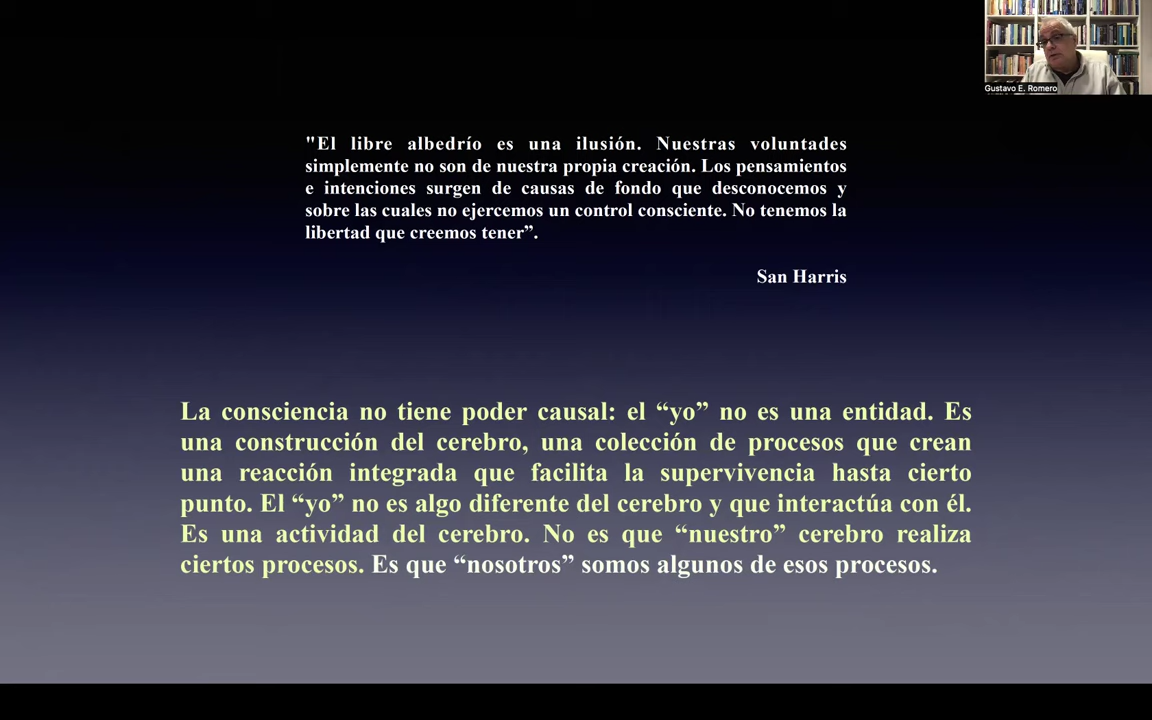 Gustavo E. Romero
"El libre albedrío es una ilusión. Nuestras voluntades
simplemente no son de nuestra propia creación. Los pensamientos
e intenciones surgen de causas de fondo que desconocemos y
sobre las cuales no ejercemos un control consciente. No tenemos la
libertad que creemos tener”.
San Harris
La consciencia no tiene poder causal: el “yo” no es una entidad. Es
una construcción del cerebro, una colección de procesos que crean
una reacción integrada que facilita la supervivencia hasta cierto
punto. El “yo” no es algo diferente del cerebro y que interactúa con él.
Es una actividad del cerebro. No es que “nuestro” cerebro realiza
ciertos procesos. Es que “nosotros” somos algunos de esos procesos.